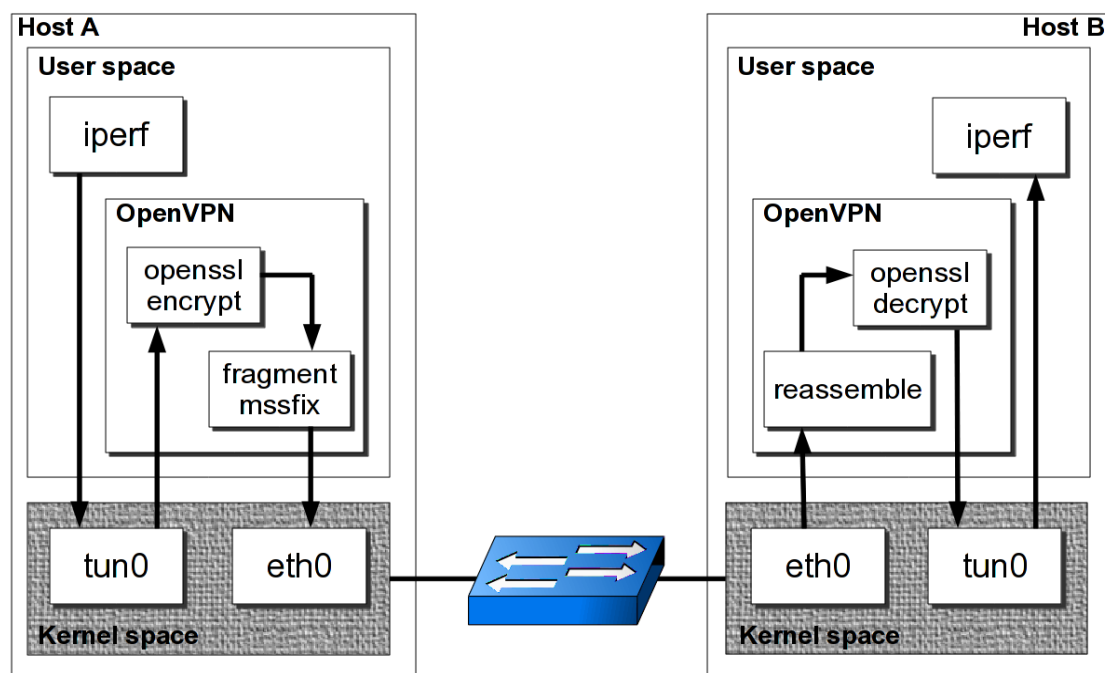 Host A
User space
iperf
OpenVPN
openssl
encrypt
fragment
mssfix
tun0
eth0
Kernel space
Host B
User space
iperf
OpenVPN
openssl
decrypt
reassemble
eth0
tun0
Kernel space